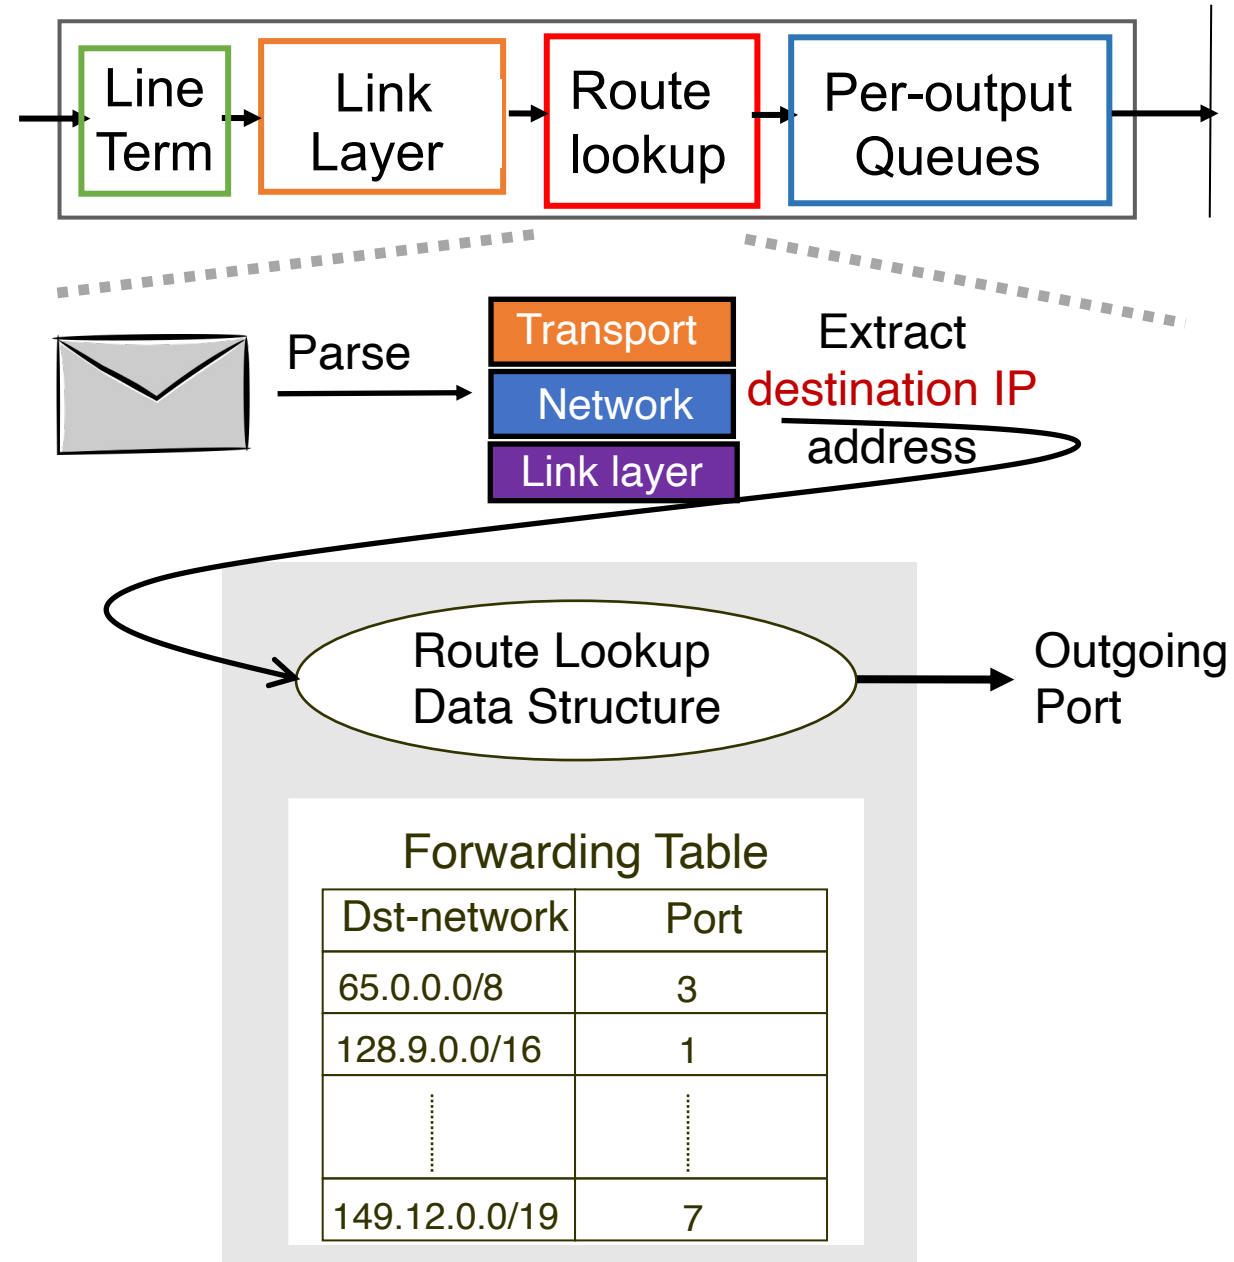 Line
Term
Link
Layer
Route
lookup
Per-output
Queues
Parse
Transport
Network
Link layer
Extract
destination IP
address
Route Lookup
Data Structure
Outgoing
Port
Forwarding Table
Dst-network Port
65.0.0.0/8 3
128.9.0.0/16 1
149.12.0.0/19 7